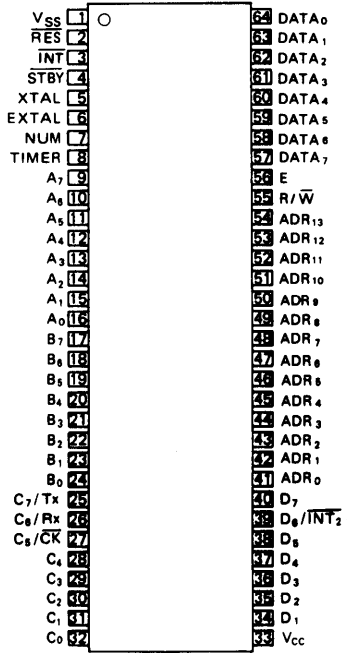 VSS 1 64 DATA0
RES 2 63 DATA1
INT 3 62 DATA2
STBY 4 61 DATA3
XTAL 5 60 DATA4
EXTAL 6 59 DATA5
NUM 7 58 DATA6
TIMER 8 57 DATA7
A7 9 56 E
A6 10 55 R/W
A5 11 54 ADR13
A4 12 53 ADR12
A3 13 52 ADR11
A2 14 51 ADR10
A1 15 50 ADR9
A0 16 49 ADR8
B7 17 48 ADR7
B6 18 47 ADR6
B5 19 46 ADR5
B4 20 45 ADR4
B3 21 44 ADR3
B2 22 43 ADR2
B1 23 42 ADR1
B0 24 41 ADR0
C7/Tx 25 40 D7
C6/Rx 26 39 D6/INT2
C5/CK 27 38 D5
C4 28 37 D4
C3 29 36 D3
C2 30 35 D2
C1 31 34 D1
C0 32 33 VCC